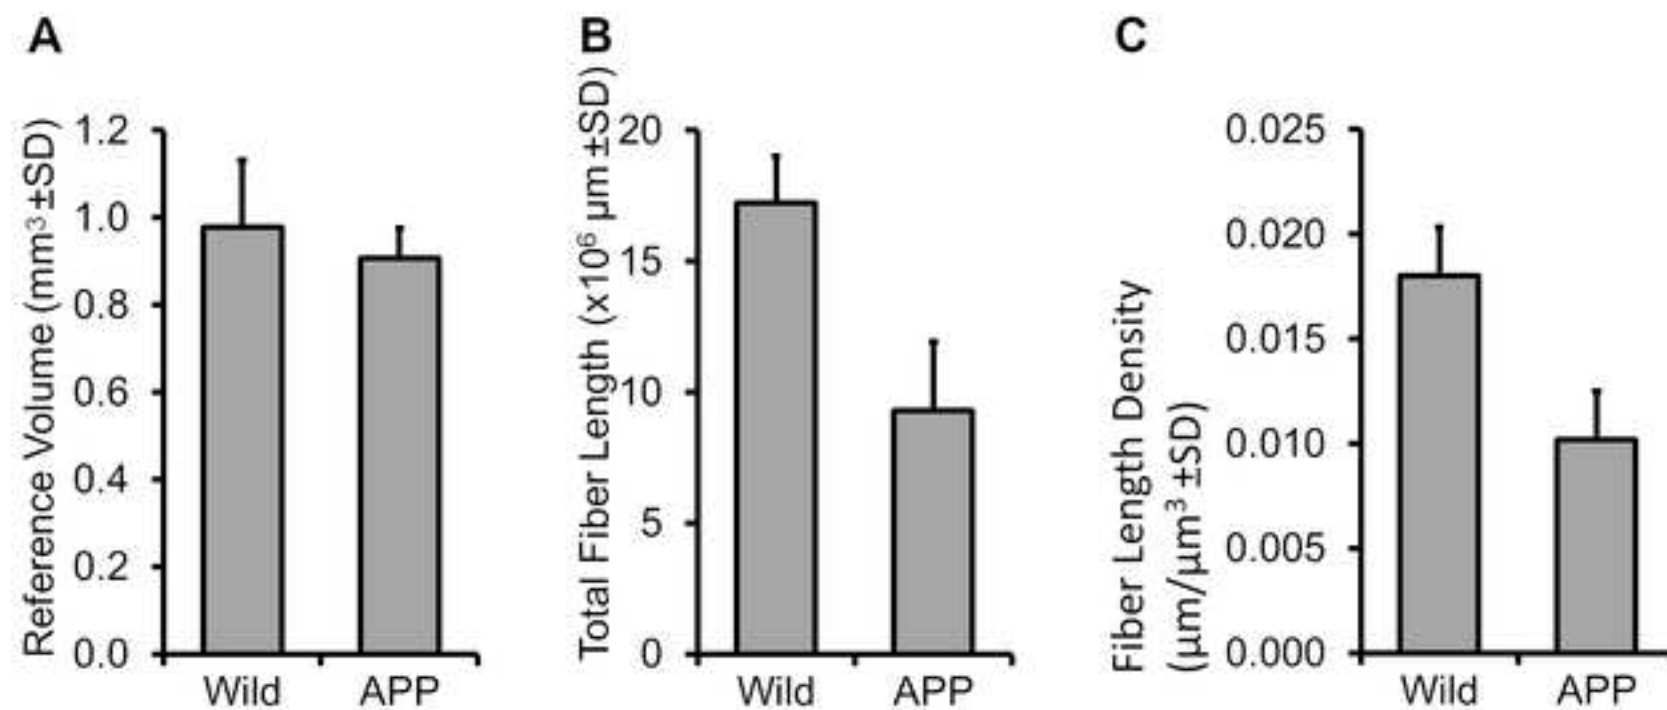 A
Reference Volume (mm³ ±SD)
1.2
1.0
0.8
0.6
0.4
0.2
0.0
Wild APP
B
Total Fiber Length (x10⁶ µm ±SD)
20
15
10
5
0
Wild APP
C
Fiber Length Density
(µm/µm³ ±SD)
0.025
0.020
0.015
0.010
0.005
0.000
Wild APP